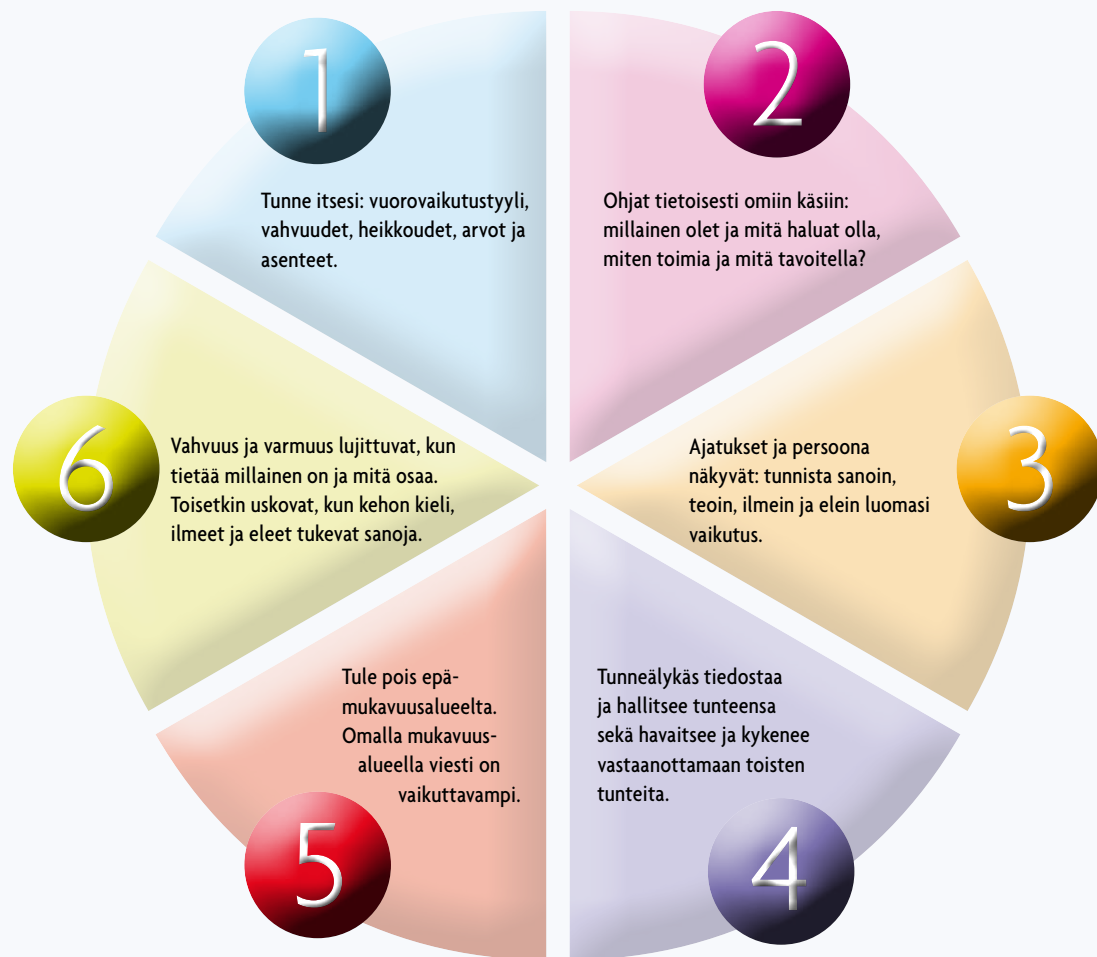 1
Tunne itsesi: vuorovaikutustyyli,
vahvuudet, heikkoudet, arvot ja
asenteet.
2
Ohjat tietoisesti omiin käsiin:
millainen olet ja mitä haluat olla,
miten toimia ja mitä tavoitella?
3
Ajatukset ja persoona
näkyvät: tunnista sanoin,
teoin, ilmein ja elein luomasi
vaikutus.
4
Tunneälykäs tiedostaa
ja hallitsee tunteensa
sekä havaitsee ja kykenee
vastaanottamaan toisten
tunteita.
5
Tule pois epä-
mukavuusalueelta.
Omalla mukavuus-
alueella viesti on
vaikuttavampi.
6
Vahvuus ja varmuus lujittuvat, kun
tietää millainen on ja mitä osaa.
Toisetkin uskovat, kun kehon kieli,
ilmeet ja eleet tukevat sanoja.